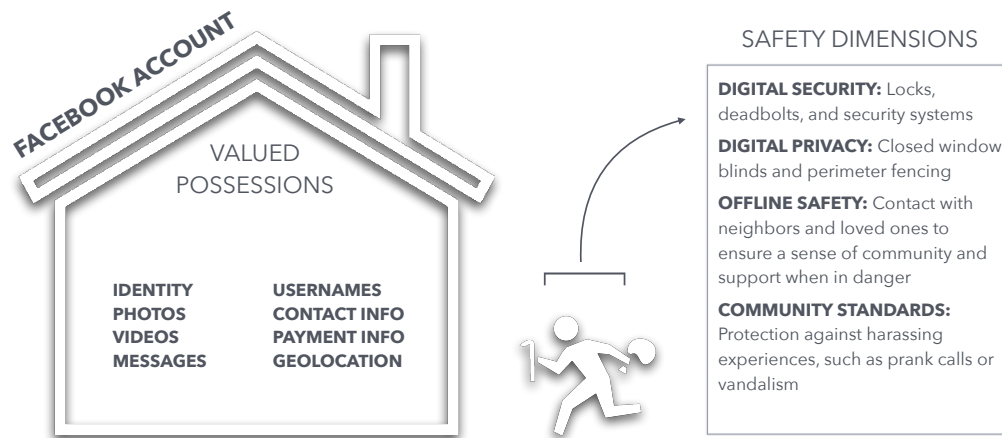 FACEBOOK ACCOUNT
VALUED
POSSESSIONS
IDENTITY
PHOTOS
VIDEOS
MESSAGES
USERNAMES
CONTACT INFO
PAYMENT INFO
GEOLOCATION
SAFETY DIMENSIONS
DIGITAL SECURITY: Locks,
deadbolts, and security systems
DIGITAL PRIVACY: Closed window
blinds and perimeter fencing
OFFLINE SAFETY: Contact with
neighbors and loved ones to
ensure a sense of community and
support when in danger
COMMUNITY STANDARDS:
Protection against harassing
experiences, such as prank calls or
vandalism